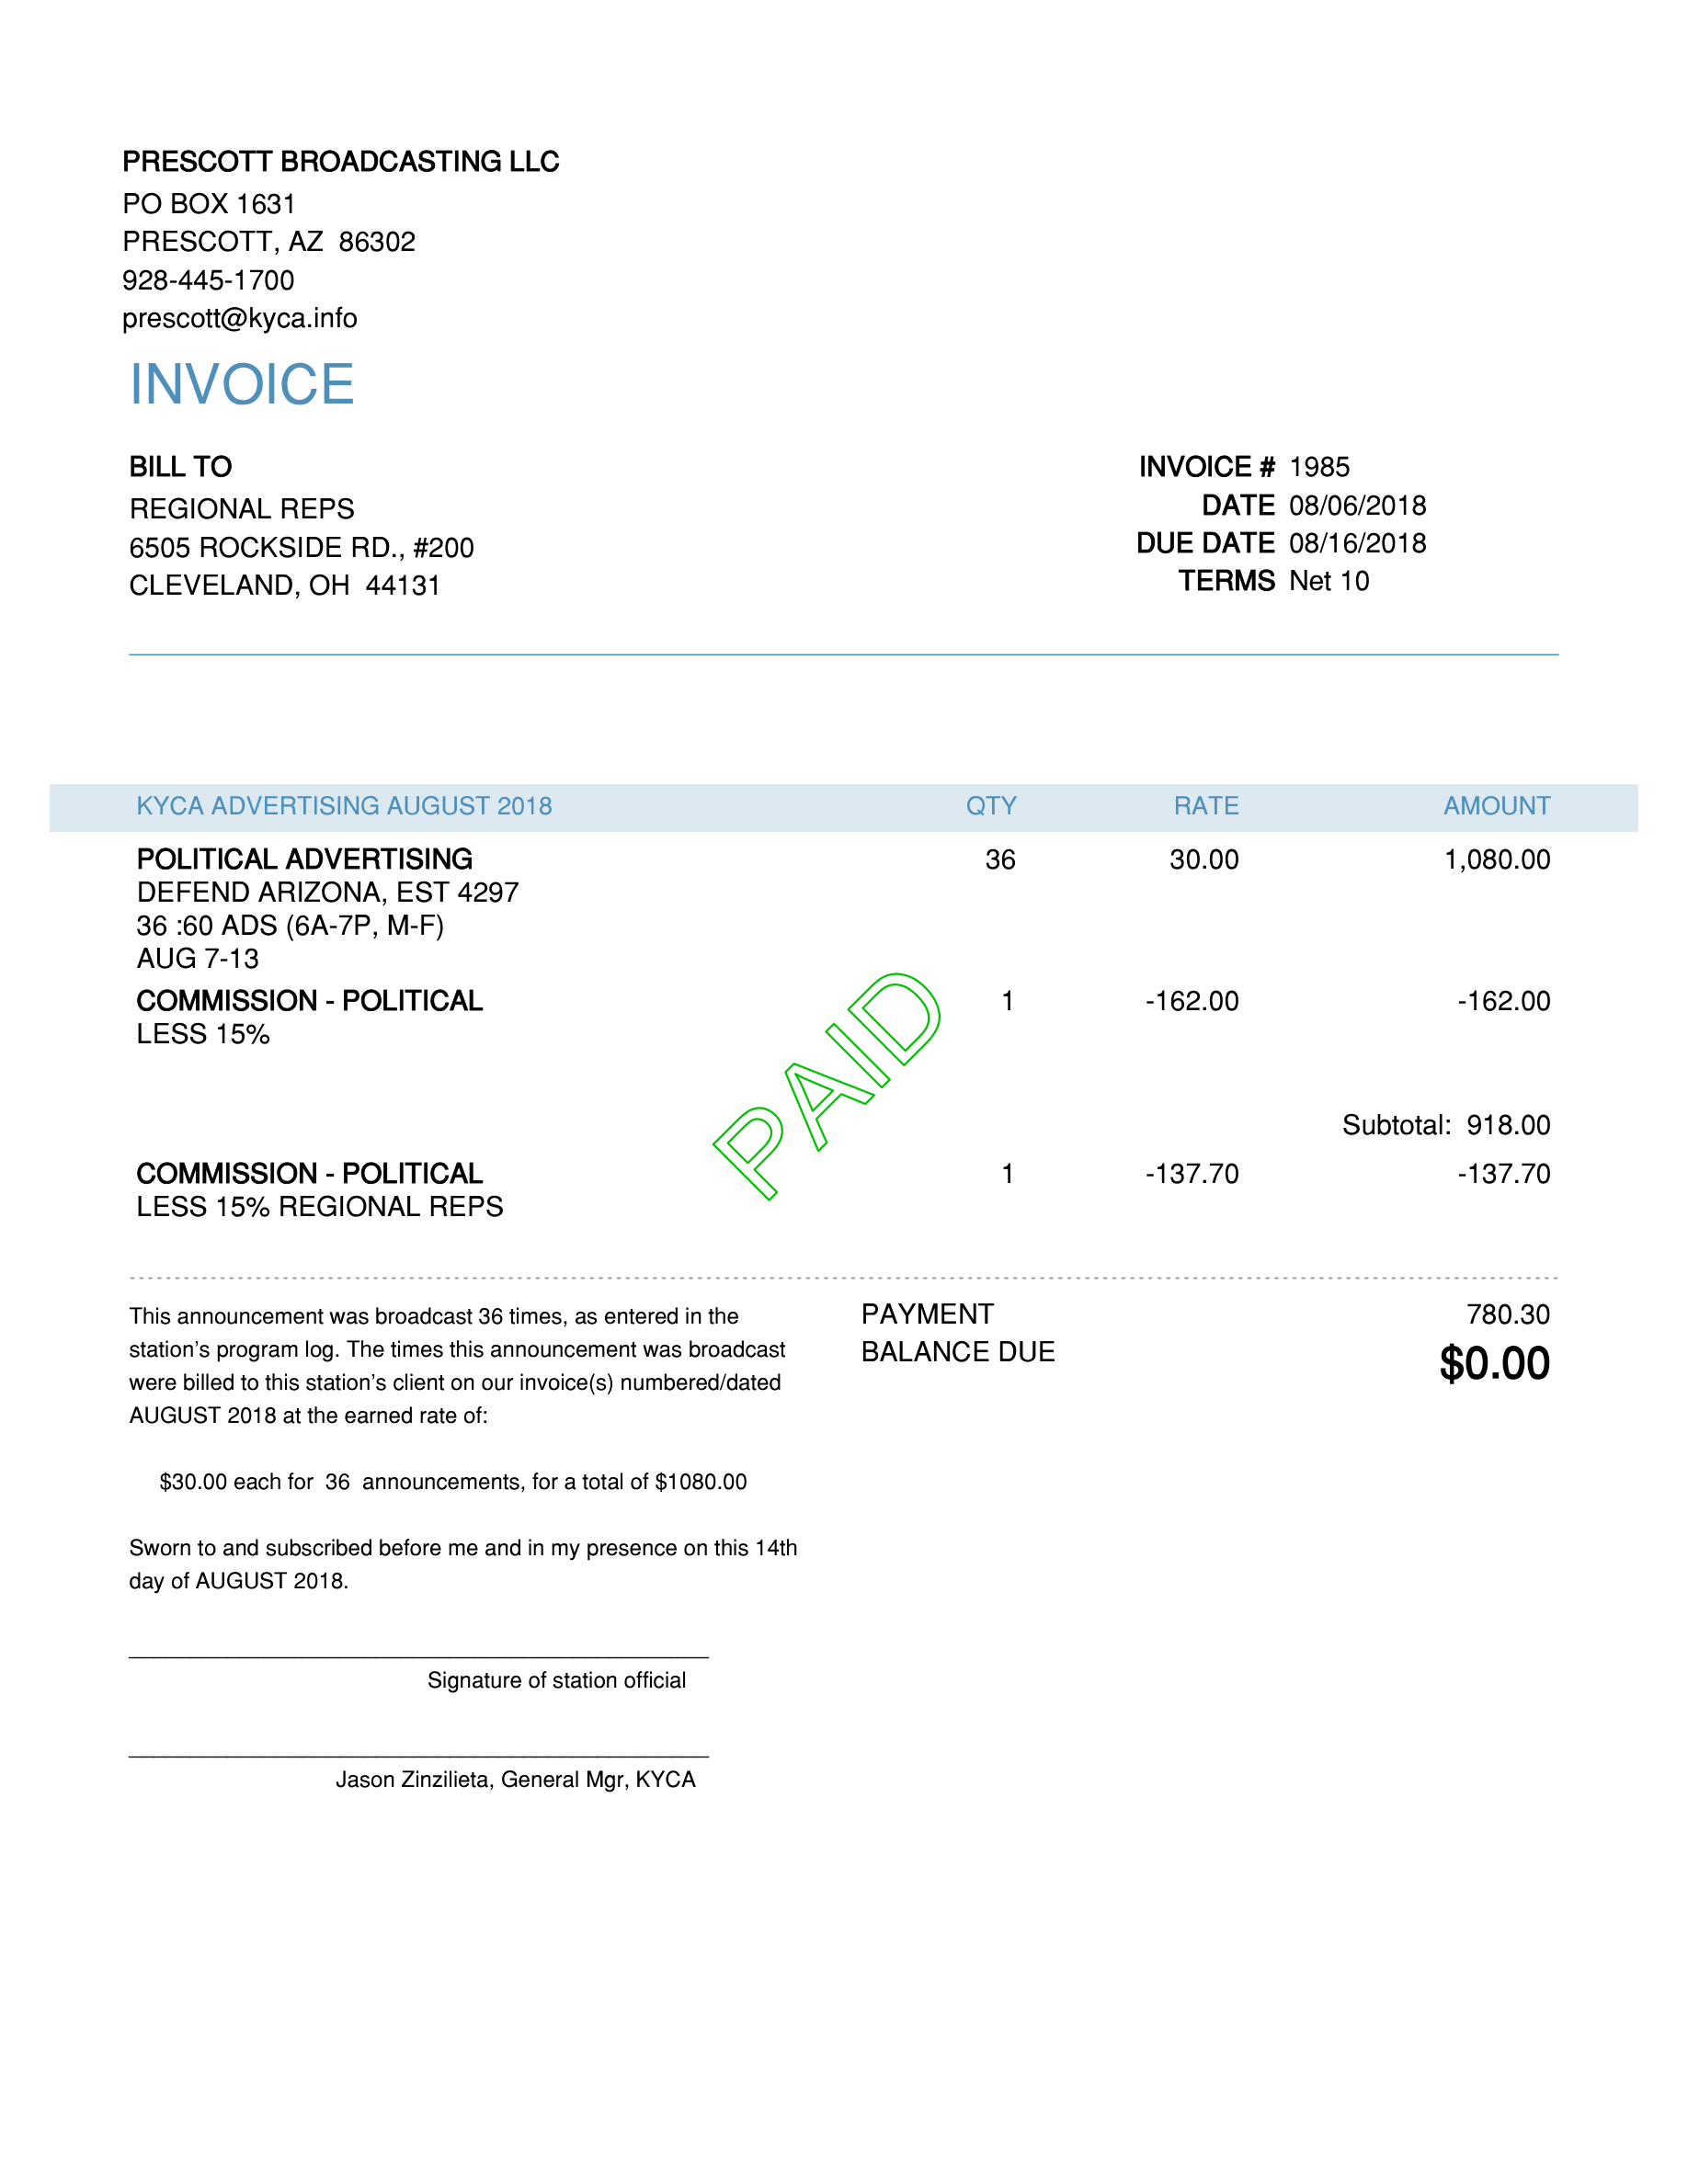 PRESCOTT BROADCASTING LLC
PO BOX 1631
PRESCOTT, AZ  86302
928-445-1700
prescott@kyca.info
INVOICE
BILL TO
REGIONAL REPS
6505 ROCKSIDE RD., #200
CLEVELAND, OH  44131
INVOICE # 1985
DATE 08/06/2018
DUE DATE 08/16/2018
TERMS Net 10
KYCA ADVERTISING AUGUST 2018 QTY RATE AMOUNT
POLITICAL ADVERTISING 36 30.00 1,080.00
DEFEND ARIZONA, EST 4297
36 :60 ADS (6A-7P, M-F)
AUG 7-13
COMMISSION - POLITICAL 1 -162.00 -162.00
LESS 15%
PAID
Subtotal:  918.00
COMMISSION - POLITICAL 1 -137.70 -137.70
LESS 15% REGIONAL REPS
This announcement was broadcast 36 times, as entered in the
station’s program log. The times this announcement was broadcast
were billed to this station’s client on our invoice(s) numbered/dated
AUGUST 2018 at the earned rate of:
$30.00 each for  36  announcements, for a total of $1080.00
Sworn to and subscribed before me and in my presence on this 14th
day of AUGUST 2018.
Signature of station official
Jason Zinzilieta, General Mgr, KYCA
PAYMENT 780.30
BALANCE DUE $0.00